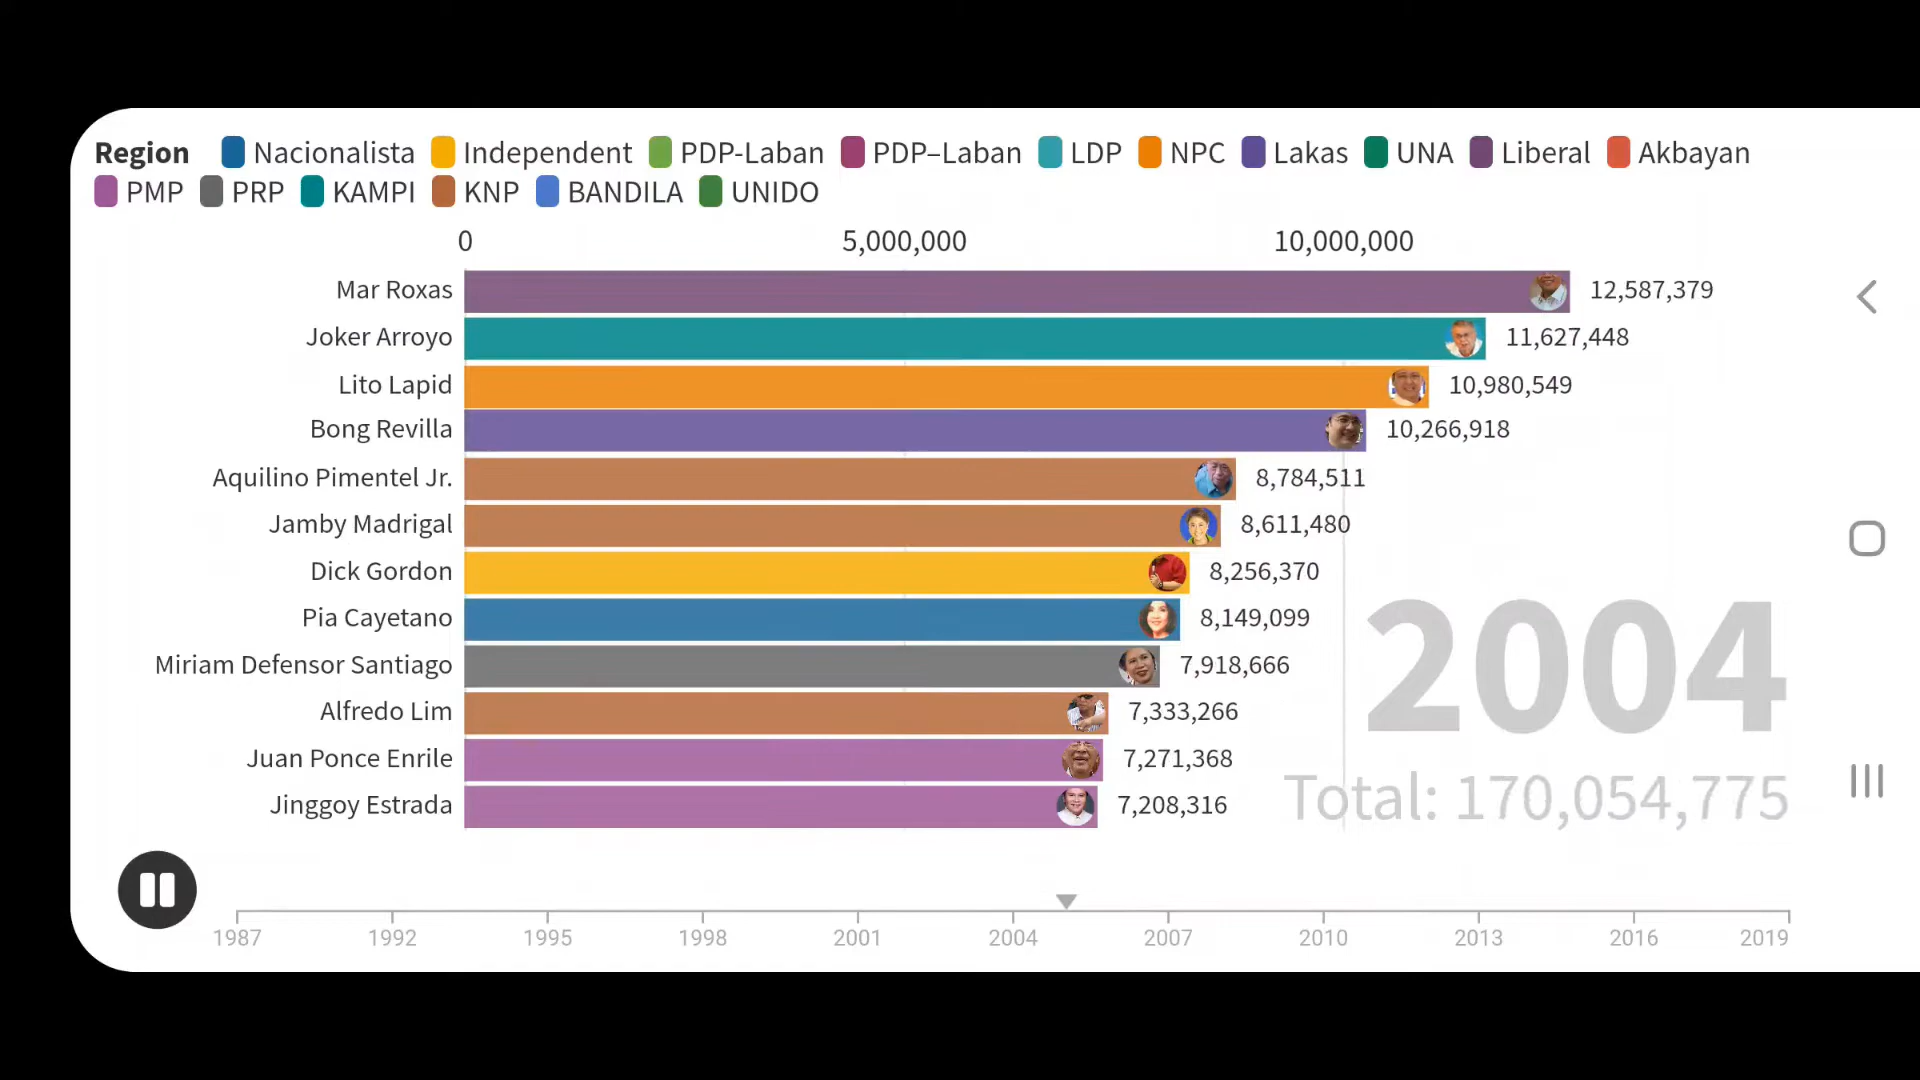 Region Nacionalista Independent PDP-Laban PDP–Laban LDP NPC Lakas UNA Liberal Akbayan
PMP PRP KAMPI KNP BANDILA UNIDO
0 5,000,000 10,000,000
Mar Roxas 12,587,379
Joker Arroyo 11,627,448
Lito Lapid 10,980,549
Bong Revilla 10,266,918
Aquilino Pimentel Jr. 8,784,511
Jamby Madrigal 8,611,480
Dick Gordon 8,256,370
Pia Cayetano 8,149,099
Miriam Defensor Santiago 7,918,666
Alfredo Lim 7,333,266
Juan Ponce Enrile 7,271,368
Jinggoy Estrada 7,208,316
2004
Total: 170,054,775
1987 1992 1995 1998 2001 2004 2007 2010 2013 2016 2019